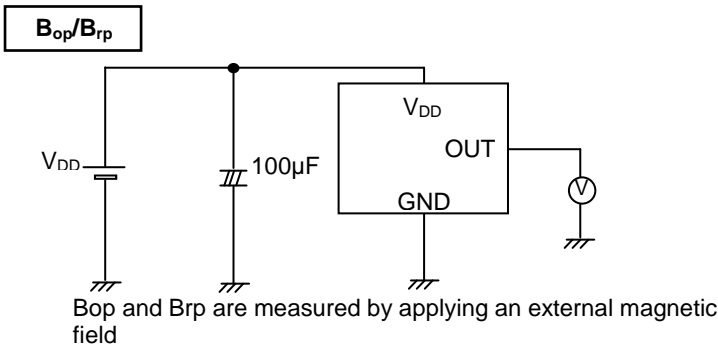 Bop/Brp
VDD
OUT
VDD
100µF
GND
V
Bop and Brp are measured by applying an external magnetic
field